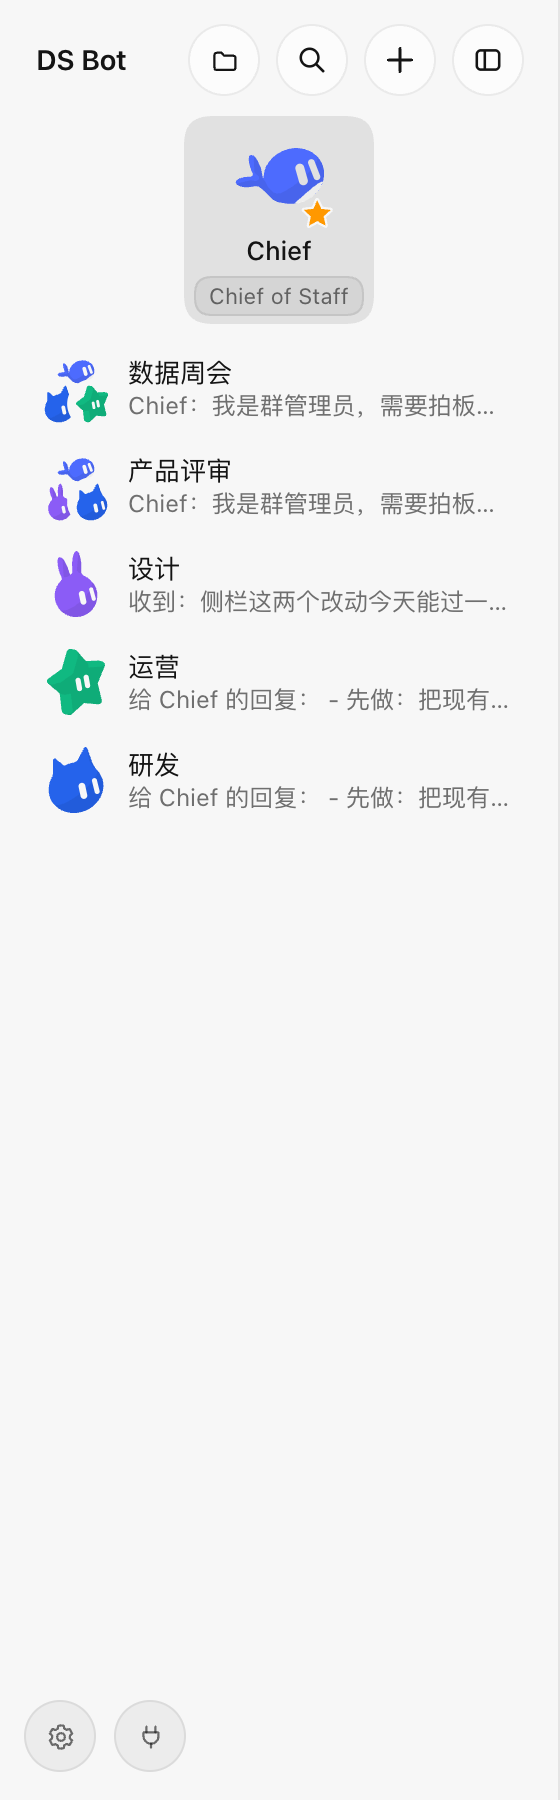 DS Bot
Chief
Chief of Staff
数据周会
Chief：我是群管理员，需要拍板...
产品评审
Chief：我是群管理员，需要拍板...
设计
收到：侧栏这两个改动今天能过一...
运营
给 Chief 的回复： - 先做：把现有...
研发
给 Chief 的回复： - 先做：把现有...